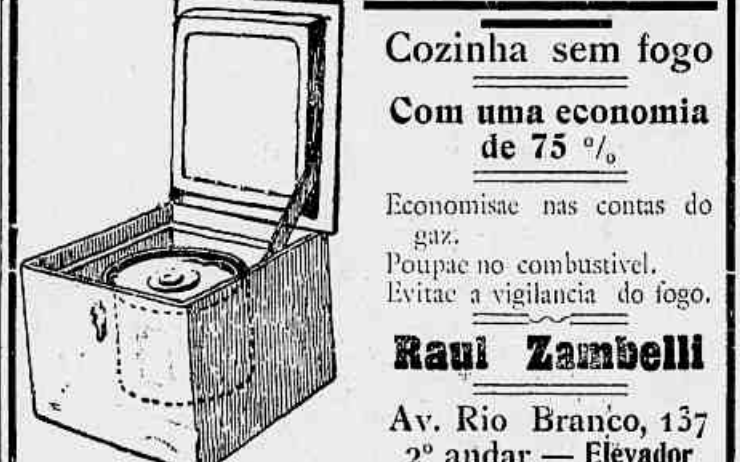 Cozinha sem fogo
Com uma economia
de 75 %
Economisae nas contas do
gaz.
Poupae no combustivel.
Evitae a vigilancia do fogo.
Raul Zambelli
Av. Rio Branco, 137
2º andar — Elevador